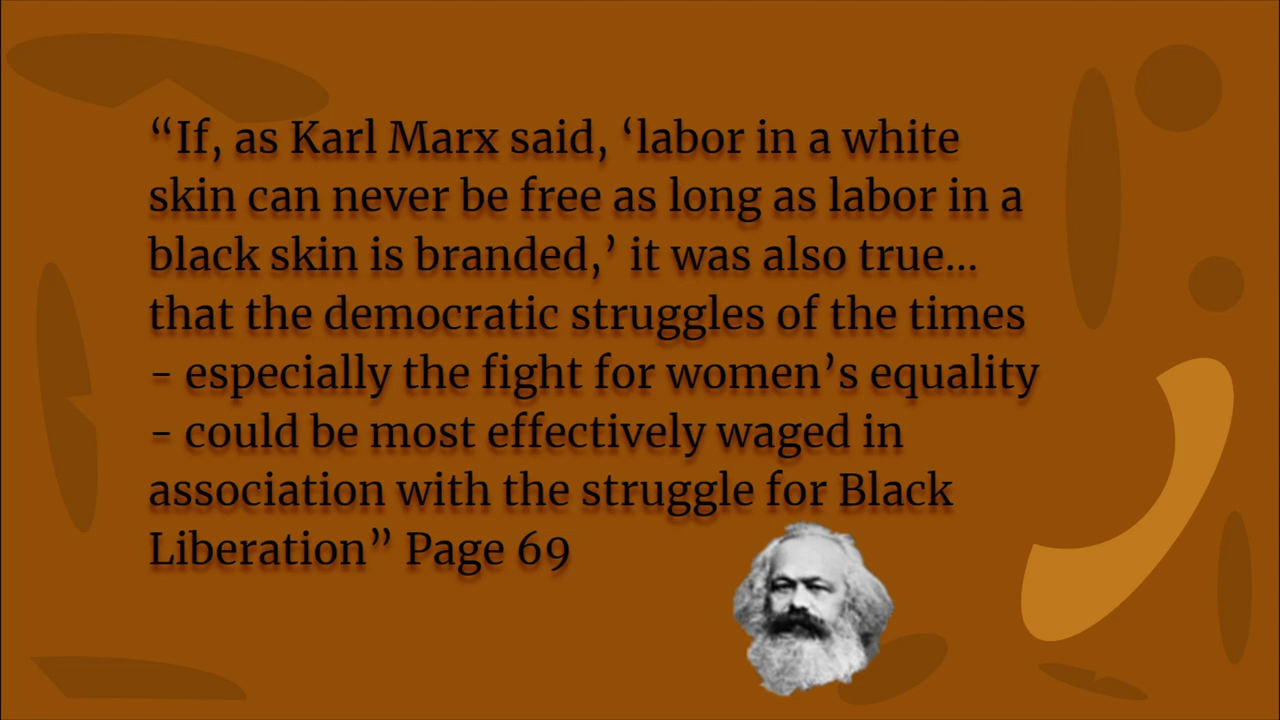 “If, as Karl Marx said, ‘labor in a white
skin can never be free as long as labor in a
black skin is branded,’ it was also true...
that the democratic struggles of the times
- especially the fight for women’s equality
- could be most effectively waged in
association with the struggle for Black
Liberation” Page 69